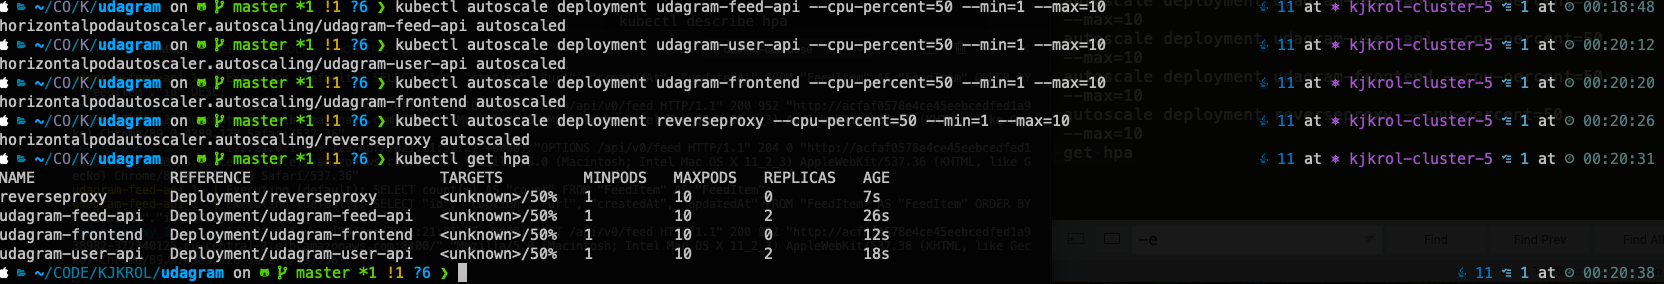 ~/CO/K/udagram on master *1 !1 ?6 ❯ kubectl autoscale deployment udagram-feed-api --cpu-percent=50 --min=1 --max=10 11 at ⎈ kjkrol-cluster-5 1 at 00:18:48
horizontalpodautoscaler.autoscaling/udagram-feed-api autoscaled
~/CO/K/udagram on master *1 !1 ?6 ❯ kubectl autoscale deployment udagram-user-api --cpu-percent=50 --min=1 --max=10 11 at ⎈ kjkrol-cluster-5 1 at 00:20:12
horizontalpodautoscaler.autoscaling/udagram-user-api autoscaled
~/CO/K/udagram on master *1 !1 ?6 ❯ kubectl autoscale deployment udagram-frontend --cpu-percent=50 --min=1 --max=10 11 at ⎈ kjkrol-cluster-5 1 at 00:20:20
horizontalpodautoscaler.autoscaling/udagram-frontend autoscaled
~/CO/K/udagram on master *1 !1 ?6 ❯ kubectl autoscale deployment reverseproxy --cpu-percent=50 --min=1 --max=10 11 at ⎈ kjkrol-cluster-5 1 at 00:20:26
horizontalpodautoscaler.autoscaling/reverseproxy autoscaled
~/CO/K/udagram on master *1 !1 ?6 ❯ kubectl get hpa 11 at ⎈ kjkrol-cluster-5 1 at 00:20:31
NAME REFERENCE TARGETS MINPODS MAXPODS REPLICAS AGE
reverseproxy Deployment/reverseproxy <unknown>/50% 1 10 0 7s
udagram-feed-api Deployment/udagram-feed-api <unknown>/50% 1 10 2 26s
udagram-frontend Deployment/udagram-frontend <unknown>/50% 1 10 0 12s
udagram-user-api Deployment/udagram-user-api <unknown>/50% 1 10 2 18s
~/CODE/KJKROL/udagram on master *1 !1 ?6 ❯ 11 1 at 00:20:38
kubectl describe hpa
get hpa
-e
Find
Find Prev
Find All